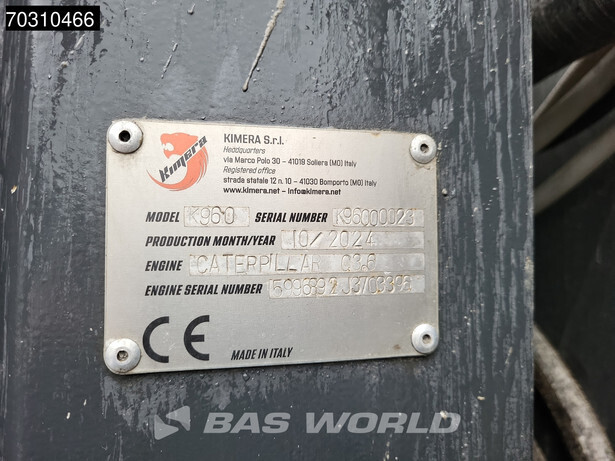 70310466
Kimera
KIMERA S.r.l.
Headquarters
via Marco Polo 30 – 41019 Soliera (MO) Italy
Registered office
strada statale 12 n. 10 – 41030 Bomporto (MO) Italy
www.kimera.net – info@kimera.net
MODEL K960 SERIAL NUMBER
PRODUCTION MONTH/YEAR 10/2024
ENGINE CATERPILLAR
ENGINE SERIAL NUMBER
CE MADE IN ITALY
BAS WORLD